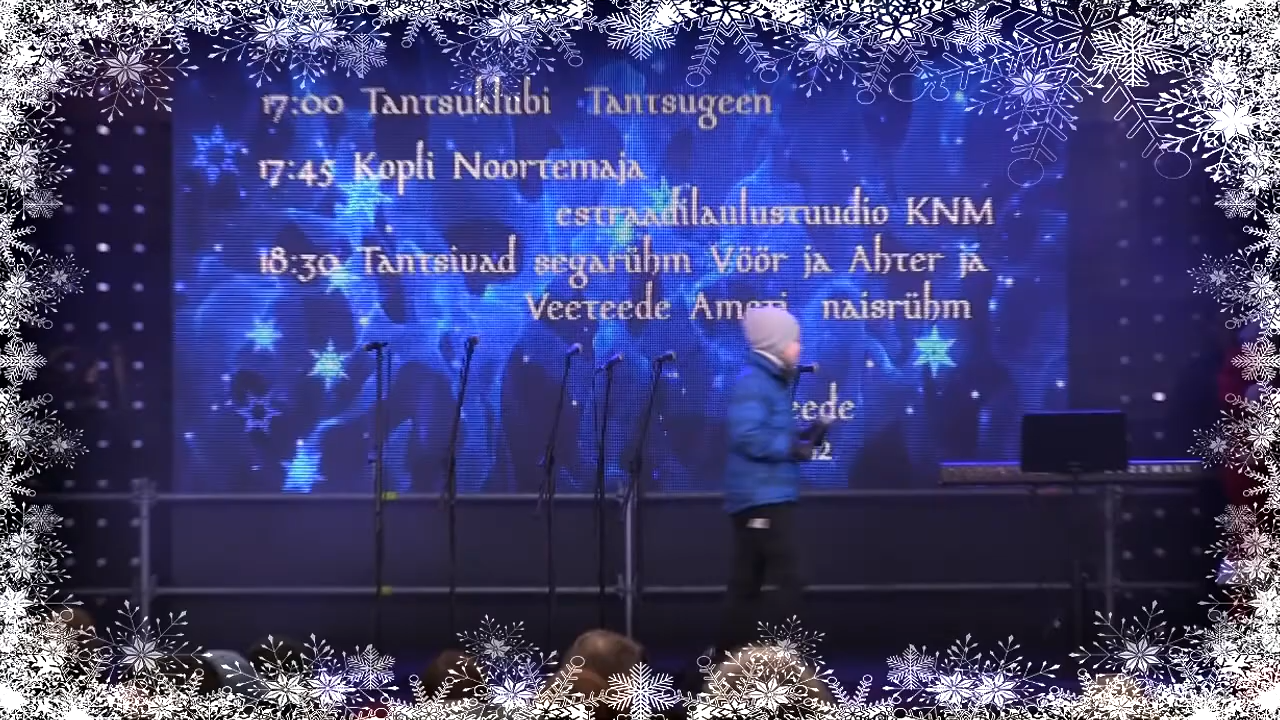 17:00 Tantsuklubi Tantsugeen
17:45 Kopli Noortemaja
estraadilaulustuudio KNM
18:30 Tantsivad segarühm Vöör ja Ahter ja
Veeteede Ameti naisrühm